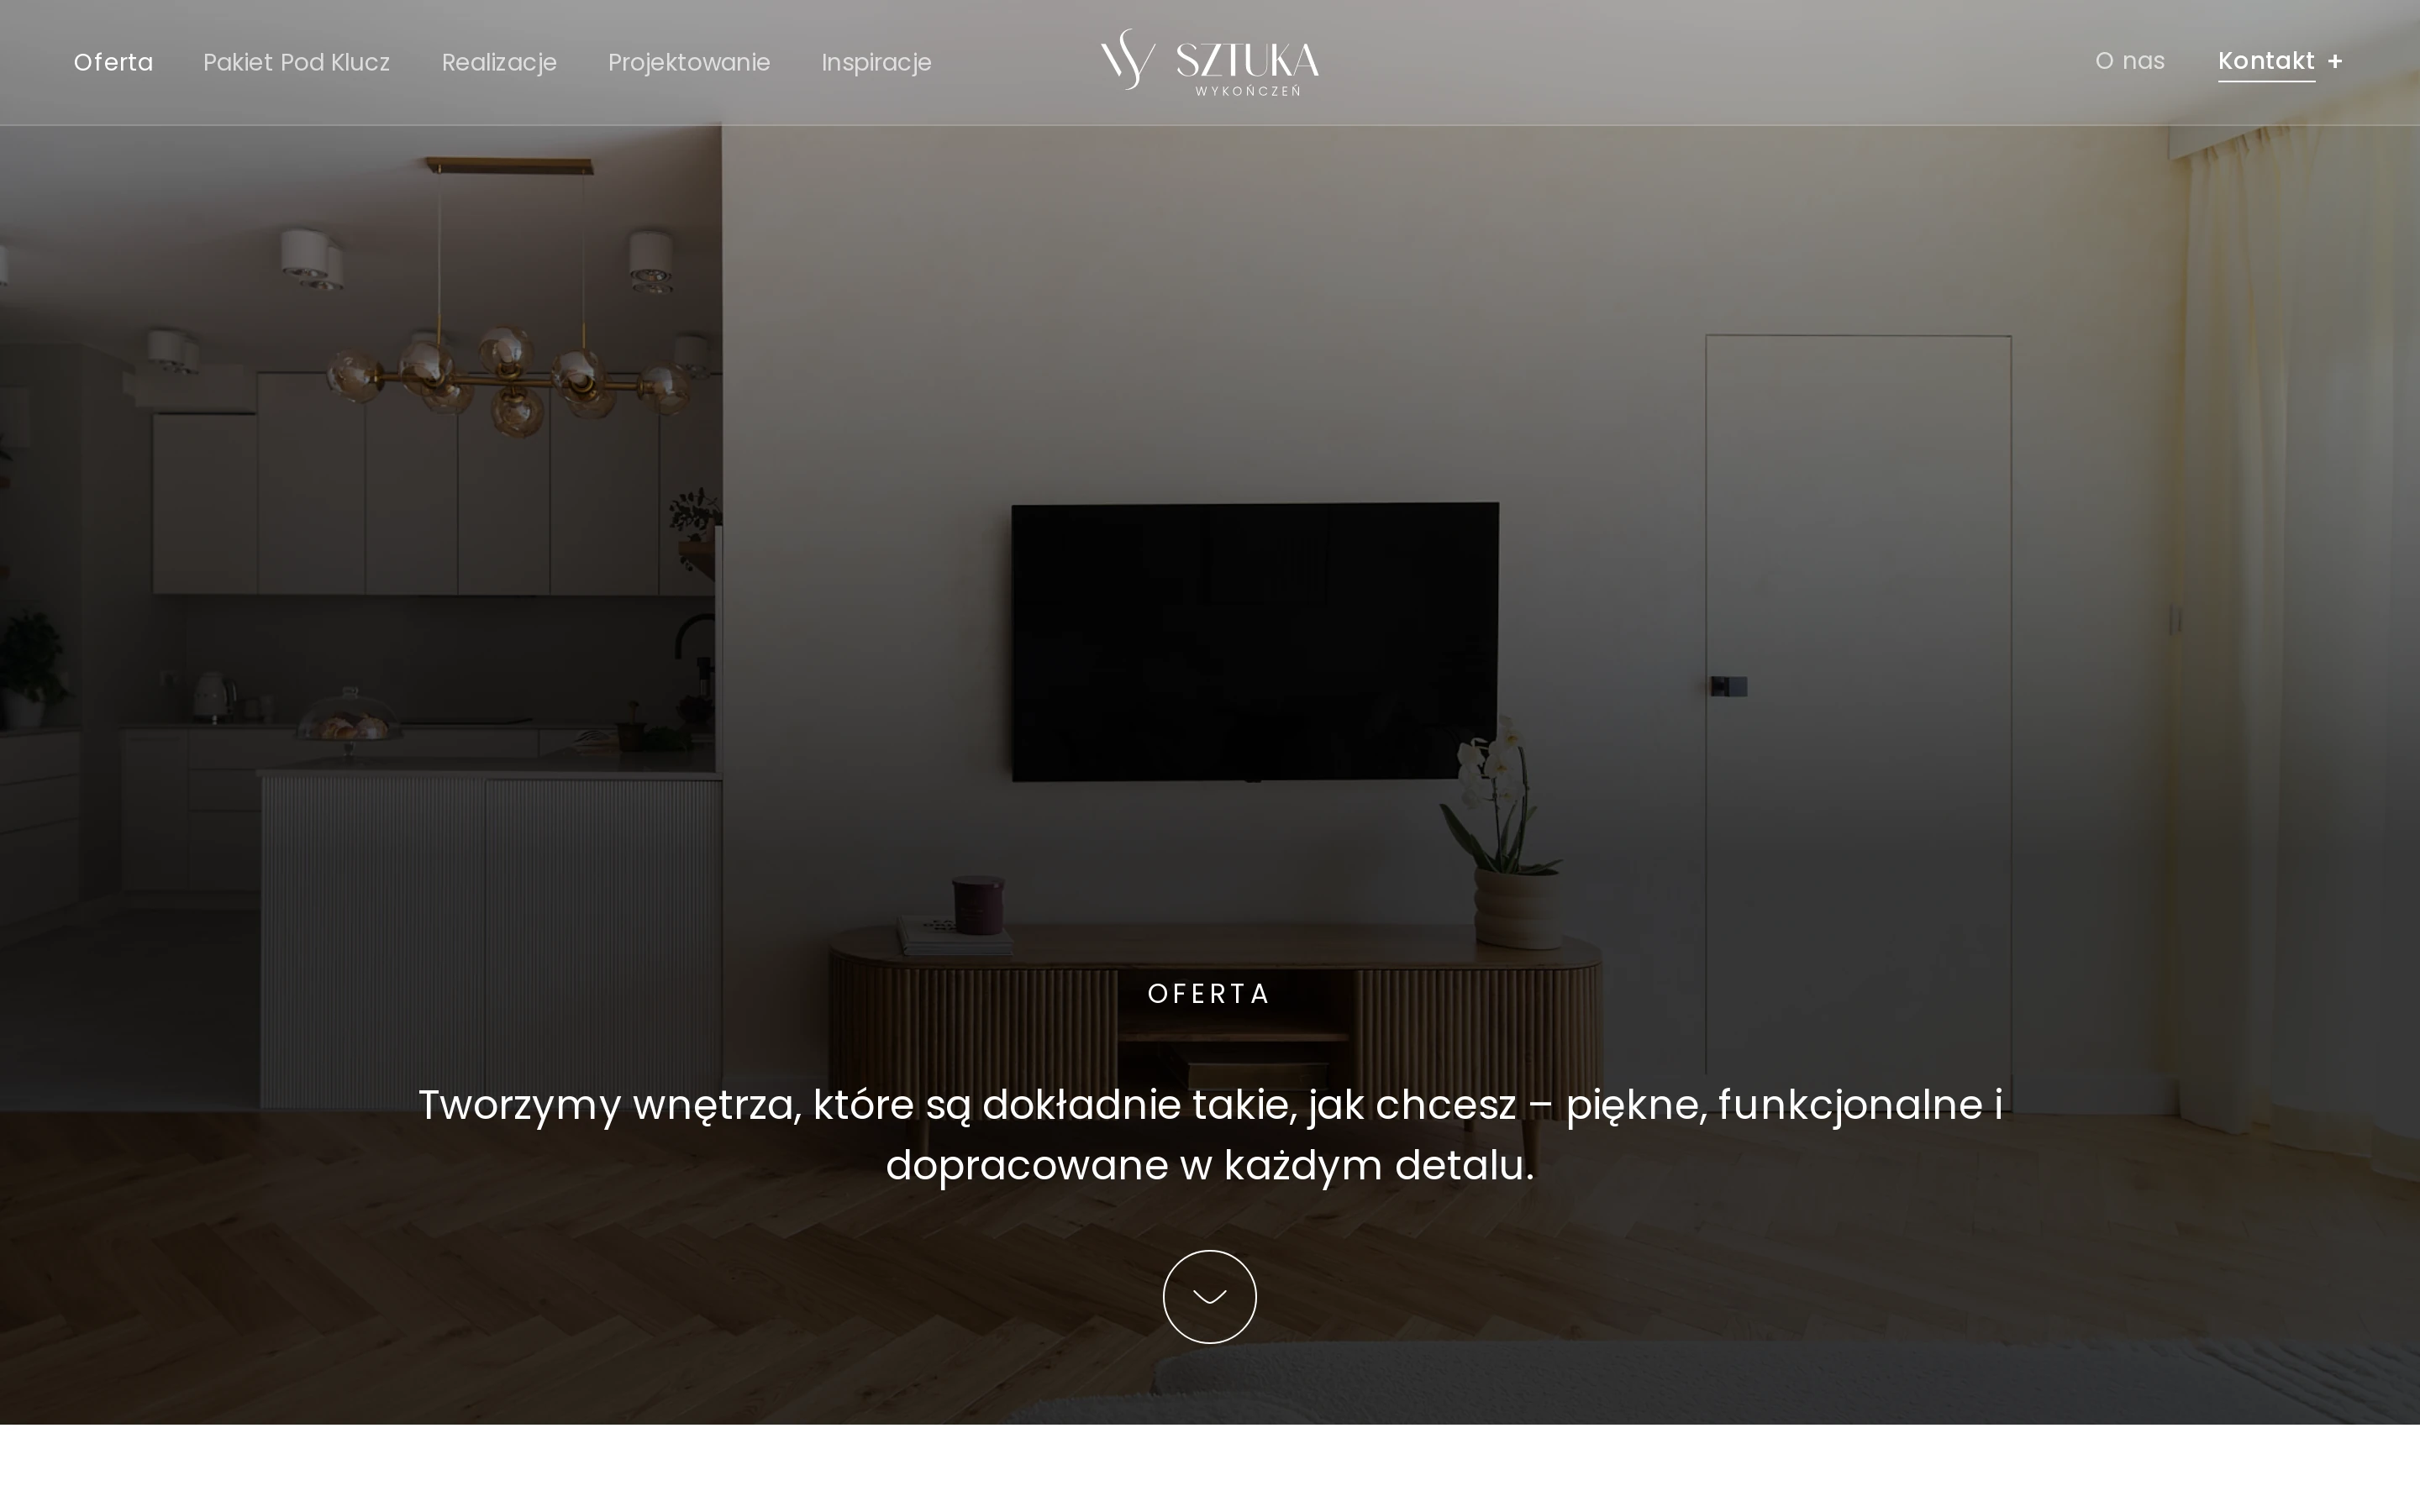 Oferta Pakiet Pod Klucz Realizacje Projektowanie Inspiracje
SZTUKA
WYKOŃCZEŃ
O nas Kontakt +
OFERTA
Tworzymy wnętrza, które są dokładnie takie, jak chcesz – piękne, funkcjonalne i
dopracowane w każdym detalu.